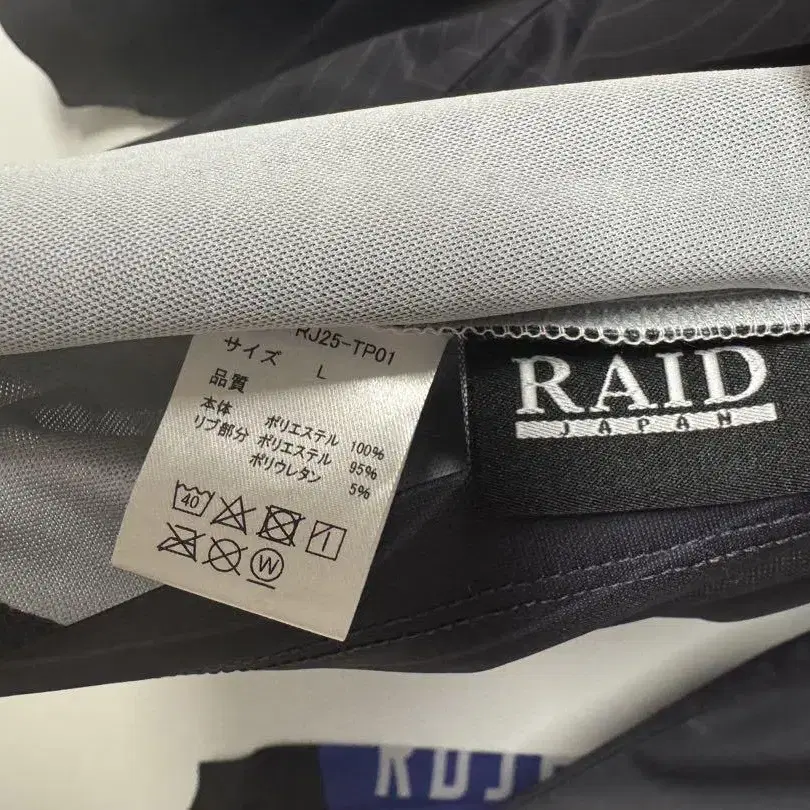 RJ25-TP01
サイズ L
品質
本体 ポリエステル 100%
リブ部分 ポリエステル 95%
ポリウレタン 5%
40
W
RAID
JAPAN